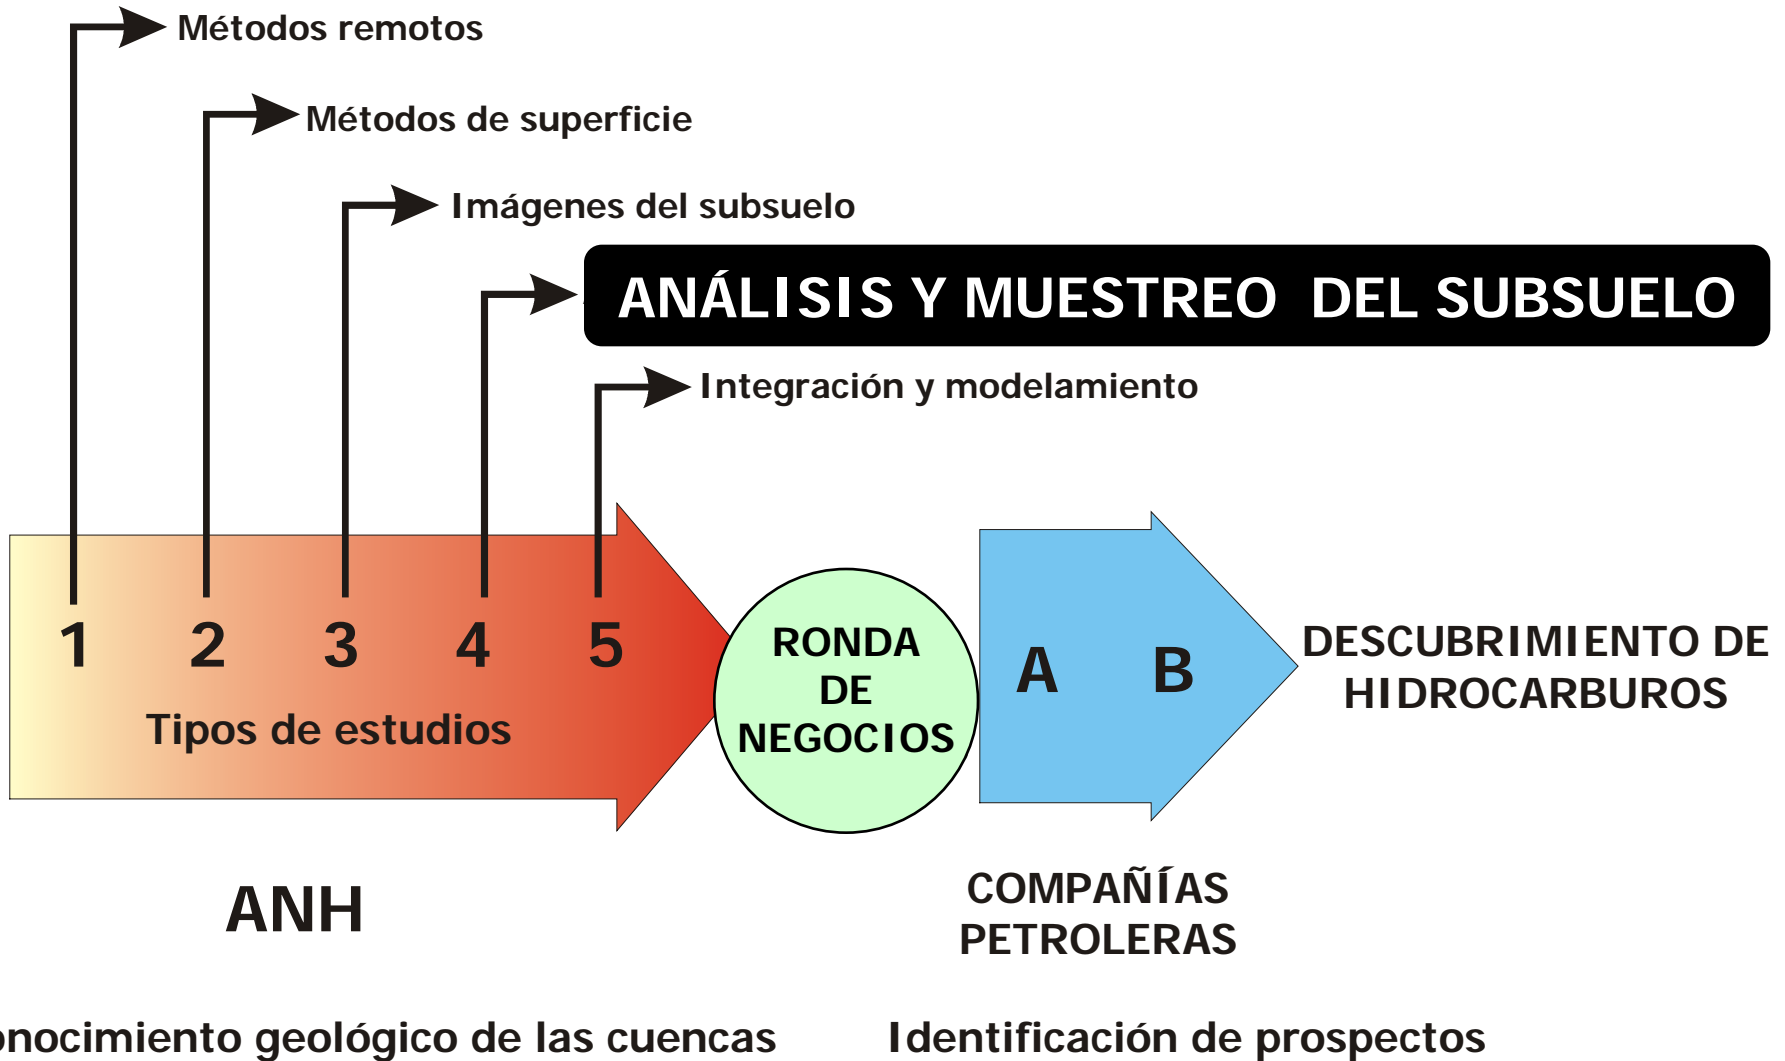 Métodos remotos
Métodos de superficie
Imágenes del subsuelo
ANÁLISIS Y MUESTREO DEL SUBSUELO
Integración y modelamiento
1 2 3 4 5
Tipos de estudios
RONDA
DE
NEGOCIOS
A B
DESCUBRIMIENTO DE
HIDROCARBUROS
ANH
COMPAÑÍAS
PETROLERAS
onocimiento geológico de las cuencas
Identificación de prospectos